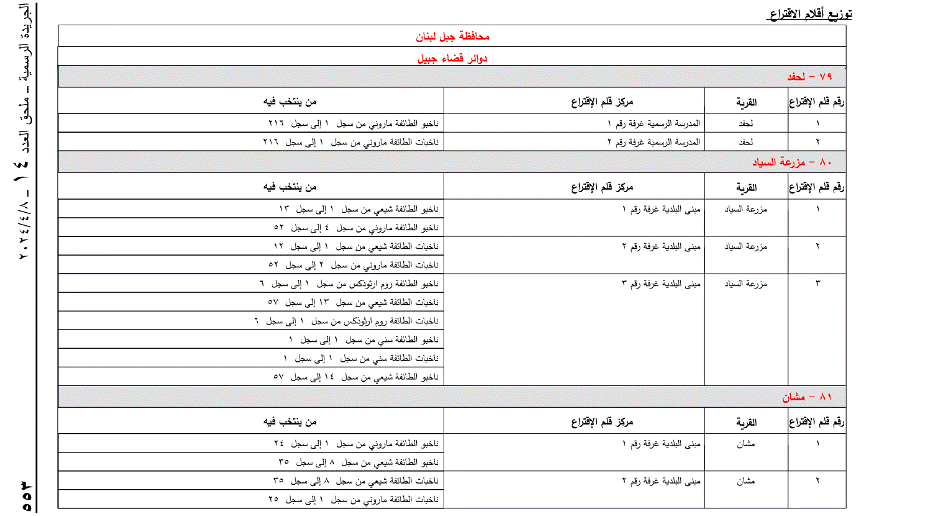 توزيع أقلام الاقتراع
محافظة جبل لبنان
دوائر قضاء جبيل
٧٩ - لحفد
رقم قلم الإقتراع القرية مركز قلم الإقتراع من ينتخب فيه
١ لحفد المدرسة الرسمية غرفة رقم ١ ناخبو الطائفة ماروني من سجل ١ إلى سجل ٢١٦
٢ لحفد المدرسة الرسمية غرفة رقم ٢ ناخبات الطائفة ماروني من سجل ١ إلى سجل ٢١٦
٨٠ - مزرعة السياد
رقم قلم الإقتراع القرية مركز قلم الإقتراع من ينتخب فيه
١ مزرعة السياد مبنى البلدية غرفة رقم ١ ناخبو الطائفة شيعي من سجل ١ إلى سجل ١٣
ناخبو الطائفة ماروني من سجل ٤ إلى سجل ٥٢
٢ مزرعة السياد مبنى البلدية غرفة رقم ٢ ناخبات الطائفة شيعي من سجل ١ إلى سجل ١٢
ناخبات الطائفة ماروني من سجل ٢ إلى سجل ٥٢
٣ مزرعة السياد مبنى البلدية غرفة رقم ٣ ناخبو الطائفة روم ارثوذكس من سجل ١ إلى سجل ٦
ناخبات الطائفة شيعي من سجل ١٣ إلى سجل ٥٧
ناخبات الطائفة روم ارثوذكس من سجل ١ إلى سجل ٦
ناخبو الطائفة سني من سجل ١ إلى سجل ١
ناخبات الطائفة سني من سجل ١ إلى سجل ١
ناخبو الطائفة شيعي من سجل ١٤ إلى سجل ٥٧
٨١ - مشان
رقم قلم الإقتراع القرية مركز قلم الإقتراع من ينتخب فيه
١ مشان مبنى البلدية غرفة رقم ١ ناخبو الطائفة ماروني من سجل ١ إلى سجل ٢٤
ناخبو الطائفة شيعي من سجل ٨ إلى سجل ٣٥
٢ مشان مبنى البلدية غرفة رقم ٢ ناخبات الطائفة شيعي من سجل ٨ إلى سجل ٣٥
ناخبات الطائفة ماروني من سجل ١ إلى سجل ٢٥
الجريدة الرسمية - ملحق العدد ١٤ - ٢٠٢٤/٤/٨
٥٥٣